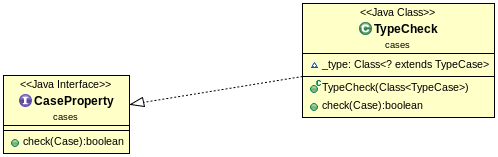 <<Java Class>>
C TypeCheck
cases
_type: Class<? extends TypeCase>
c TypeCheck(Class<TypeCase>)
check(Case):boolean
<<Java Interface>>
I CaseProperty
cases
check(Case):boolean